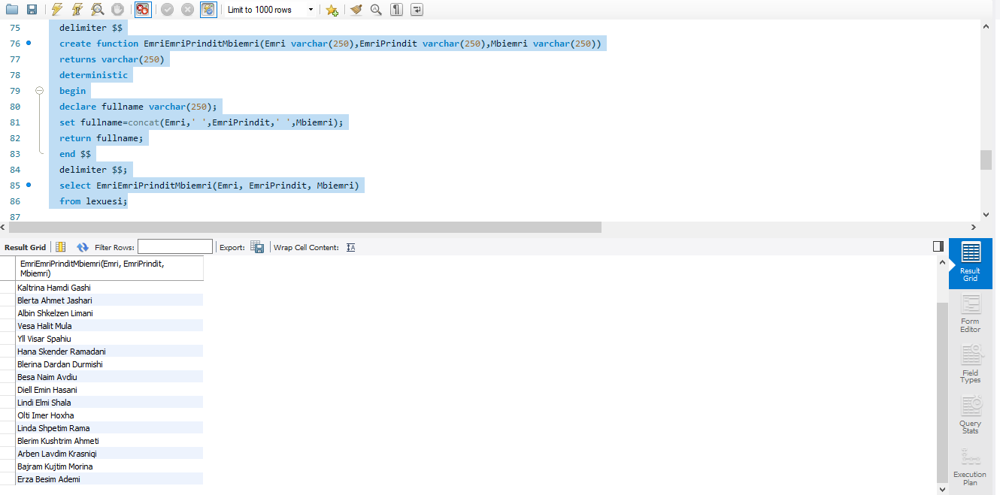 Limit to 1000 rows
75 delimiter $$
76 create function EmriEmriPrinditMbiemri(Emri varchar(250),EmriPrindit varchar(250),Mbiemri varchar(250))
77 returns varchar(250)
78 deterministic
79 begin
80 declare fullname varchar(250);
81 set fullname=concat(Emri,' ',EmriPrindit,' ',Mbiemri);
82 return fullname;
83 end $$
84 delimiter $$;
85 select EmriEmriPrinditMbiemri(Emri, EmriPrindit, Mbiemri)
86 from lexuesi;
87
Result Grid Filter Rows: Export: Wrap Cell Content:
EmriEmriPrinditMbiemri(Emri, EmriPrindit,
Mbiemri)
Kaltrina Hamdi Gashi
Blerta Ahmet Jashari
Albin Shkelzen Limani
Vesa Halit Mula
Yll Visar Spahiu
Hana Skender Ramadani
Blerina Dardan Durmishi
Besa Naim Avdiu
Diell Emin Hasani
Lindi Elmi Shala
Olti Imer Hoxha
Linda Shpetim Rama
Blerim Kushtrim Ahmeti
Arben Lavdim Krasniqi
Bajram Kujtim Morina
Erza Besim Ademi
Result
Grid
Form
Editor
Field
Types
Query
Stats
Execution
Plan